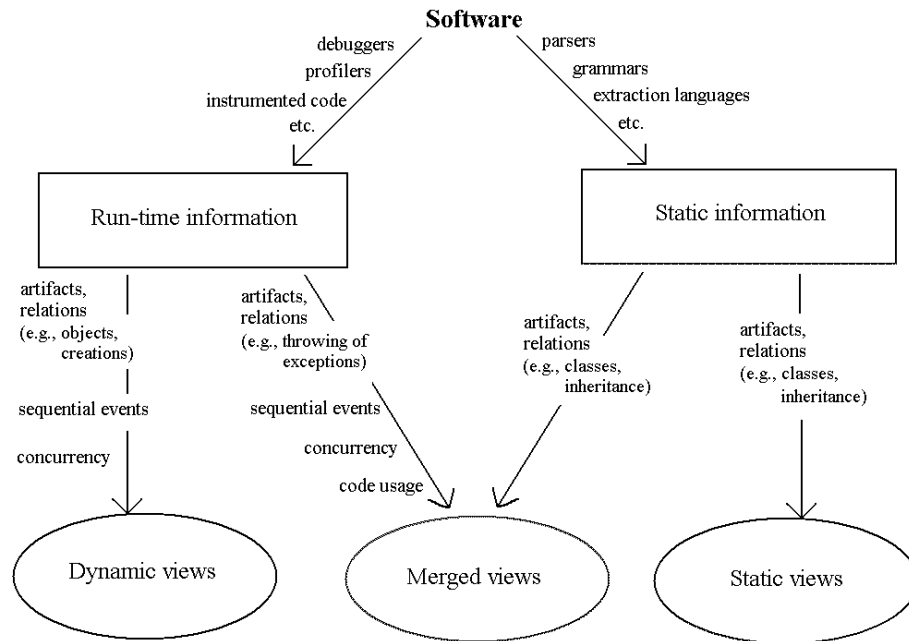 Software
debuggers
profilers
instrumented code
etc.
parsers
grammars
extraction languages
etc.
Run-time information
Static information
artifacts,
relations
(e.g., objects,
creations)
sequential events
concurrency
artifacts,
relations
(e.g., throwing of
exceptions)
sequential events
concurrency
code usage
artifacts,
relations
(e.g., classes,
inheritance)
artifacts,
relations
(e.g., classes,
inheritance)
Dynamic views
Merged views
Static views